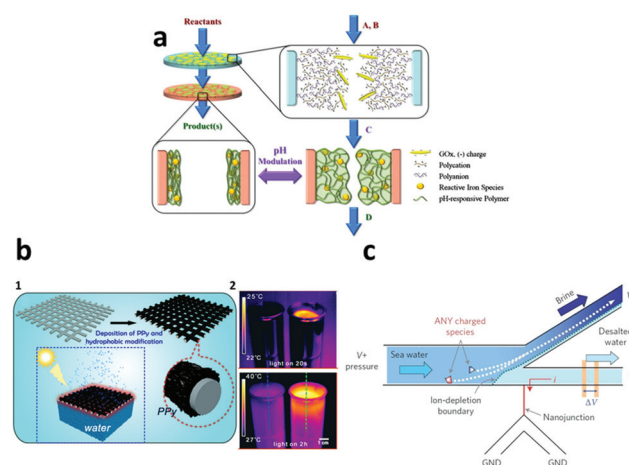 a
Reactants
Product(s)
A, B
C
pH
Modulation
D
GOx, (-) charge
Polycation
Polyanion
Reactive Iron Species
pH-responsive Polymer
b
1
Deposition of PPy and
hydrophobic modification
water
PPy
2
25°C
22°C
light on 20s
40°C
27°C
light on 2h
1 cm
c
Brine
Desalted
water
ANY charged
species
V+
pressure
Sea water
Ion-depletion
boundary
i
ΔV
Nanojunction
GND
GND